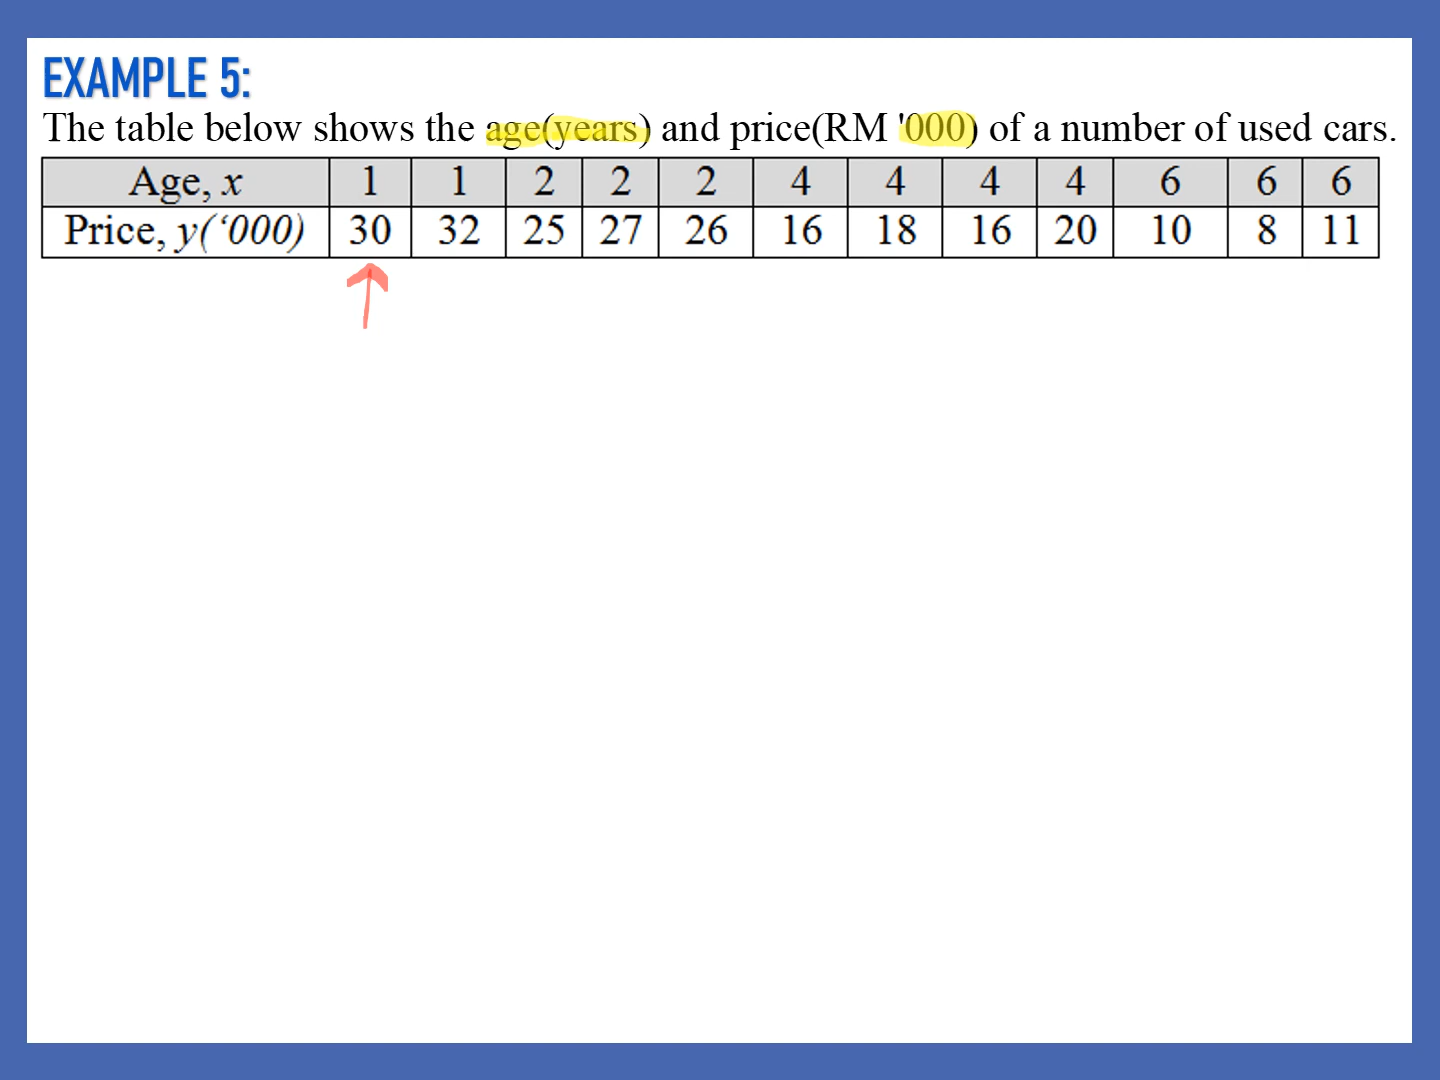 EXAMPLE 5:
The table below shows the age(years) and price(RM '000) of a number of used cars.
Age, x 1 1 2 2 2 4 4 4 4 6 6 6
Price, y(‘000) 30 32 25 27 26 16 18 16 20 10 8 11